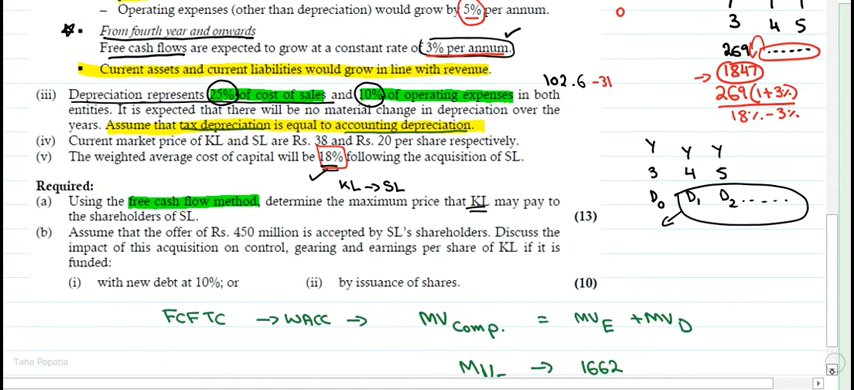 – Operating expenses (other than depreciation) would grow by 5% per annum.
From fourth year and onwards
Free cash flows are expected to grow at a constant rate of 3% per annum.
Current assets and current liabilities would grow in line with revenue.
(iii) Depreciation represents 25% of cost of sales and 10% of operating expenses in both
entities. It is expected that there will be no material change in depreciation over the
years. Assume that tax depreciation is equal to accounting depreciation.
(iv) Current market price of KL and SL are Rs. 38 and Rs. 20 per share respectively.
(v) The weighted average cost of capital will be 18% following the acquisition of SL.
KL → SL
Required:
(a) Using the free cash flow method, determine the maximum price that KL may pay to
the shareholders of SL. (13)
(b) Assume that the offer of Rs. 450 million is accepted by SL's shareholders. Discuss the
impact of this acquisition on control, gearing and earnings per share of KL if it is
funded:
(i) with new debt at 10%; or (ii) by issuance of shares. (10)
FCFTC → WACC → MV Comp. = MVE + MVD
→ 1662
Taha Popatia
0
3 4 5
269 ......
→ 1847
269(1+3%)
18% – 3%
102.6 -31
Y Y Y
3 4 5
D0 D1 D2 .....